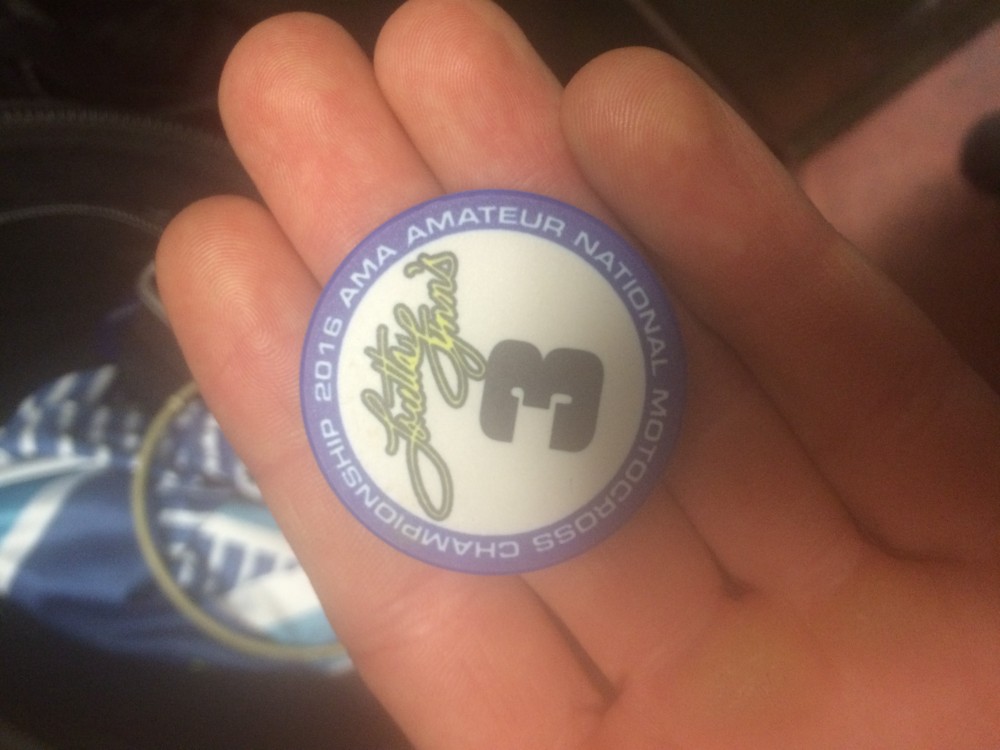 2016 AMA AMATEUR NATIONAL MOTOCROSS CHAMPIONSHIP
Loretta Lynn's
3